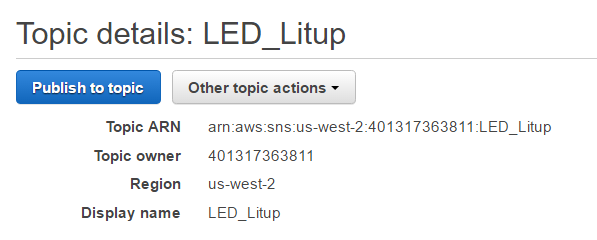 Topic details: LED_Litup
Publish to topic Other topic actions
Topic ARN arn:aws:sns:us-west-2:401317363811:LED_Litup
Topic owner 401317363811
Region us-west-2
Display name LED_Litup